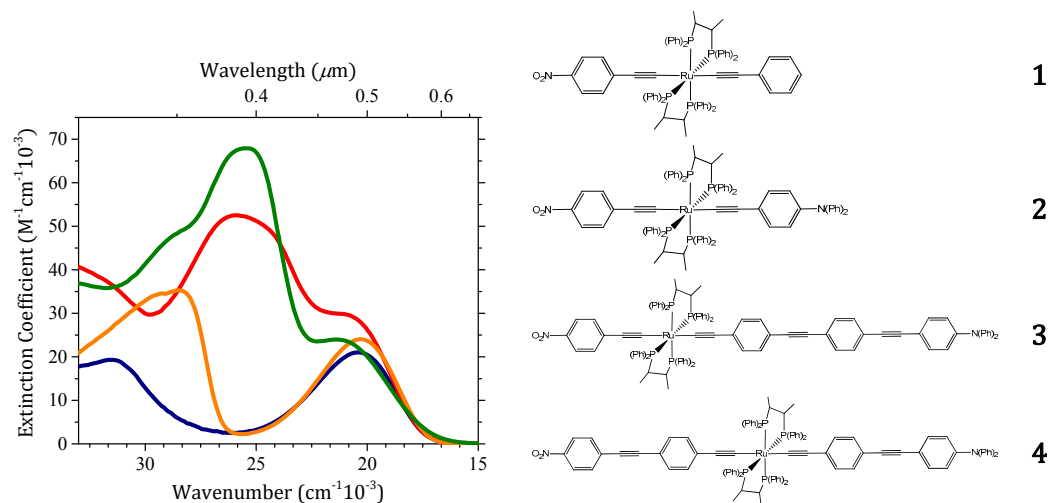 Wavelength (μm)
0.4 0.5 0.6
Extinction Coefficient (M⁻¹cm⁻¹10⁻³)
70
60
50
40
30
20
10
0
30 25 20 15
Wavenumber (cm⁻¹10⁻³)
(Ph)₂P P(Ph)₂
O₂N Ru
(Ph)₂P P(Ph)₂
1
(Ph)₂P P(Ph)₂
O₂N Ru N(Ph)₂
(Ph)₂P P(Ph)₂
2
(Ph)₂P P(Ph)₂
O₂N Ru N(Ph)₂
(Ph)₂P P(Ph)₂
3
(Ph)₂P P(Ph)₂
O₂N Ru N(Ph)₂
(Ph)₂P P(Ph)₂
4